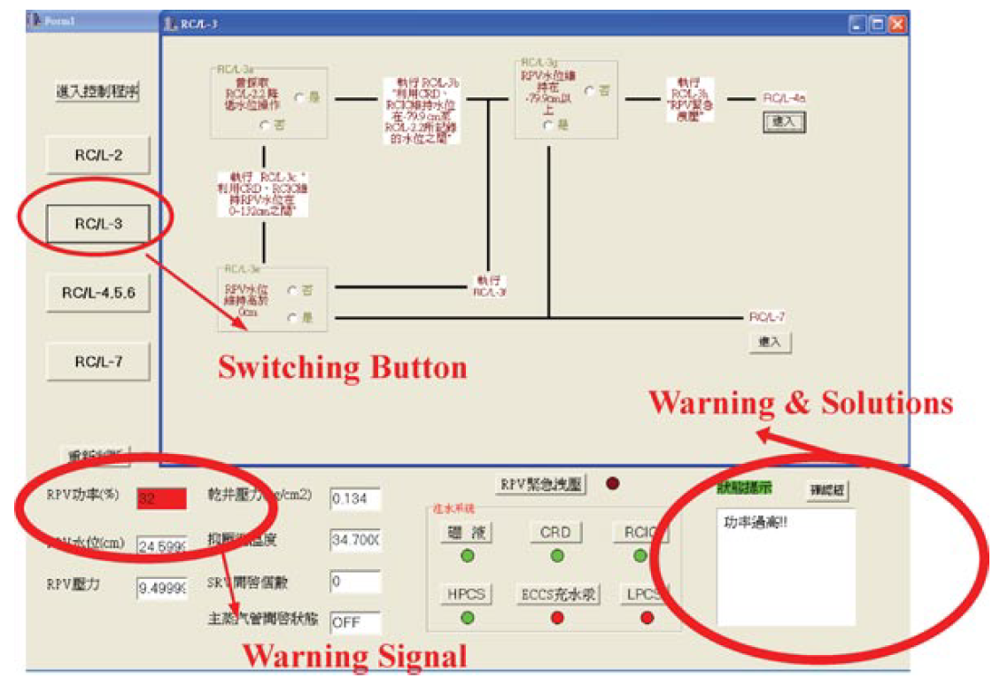 Form1
RC/L-3
進入控制程序
RC/L-2
RC/L-3
RC/L-4,5,6
RC/L-7
重新判斷
RC/L-3a
曾採取
RC/L-2.2降
低水位操作
是
否
執行 RC/L-3b
"利用CRD、
RCIC維持水位
在-79.9 cm至
RC/L-2.2所記錄
的水位之間"
RC/L-3g
RPV水位維
持在
-79.9cm以
上
否
是
執行
RC/L-3h
"RPV緊急
洩壓"
RC/L-4a
進入
執行 RC/L-3c "
利用CRD、RCIC維
持RPV水位在
0~132cm之間"
RC/L-3e
RPV水位
維持高於
0cm
否
是
執行
RC/L-3f
RC/L-7
進入
Switching Button
Warning & Solutions
RPV功率(%)
32
水位(cm)
24.5999
RPV壓力
9.49999
乾井壓力 /cm2)
0.134
溫度
34.7000
SRV開啓個數
0
主蒸汽管開啓狀態
OFF
RPV緊急洩壓
注水系統
硼 液
CRD
RCIC
HPCS
ECCS充水泵
LPCS
狀態提示
確認鈕
功率過高!!
Warning Signal